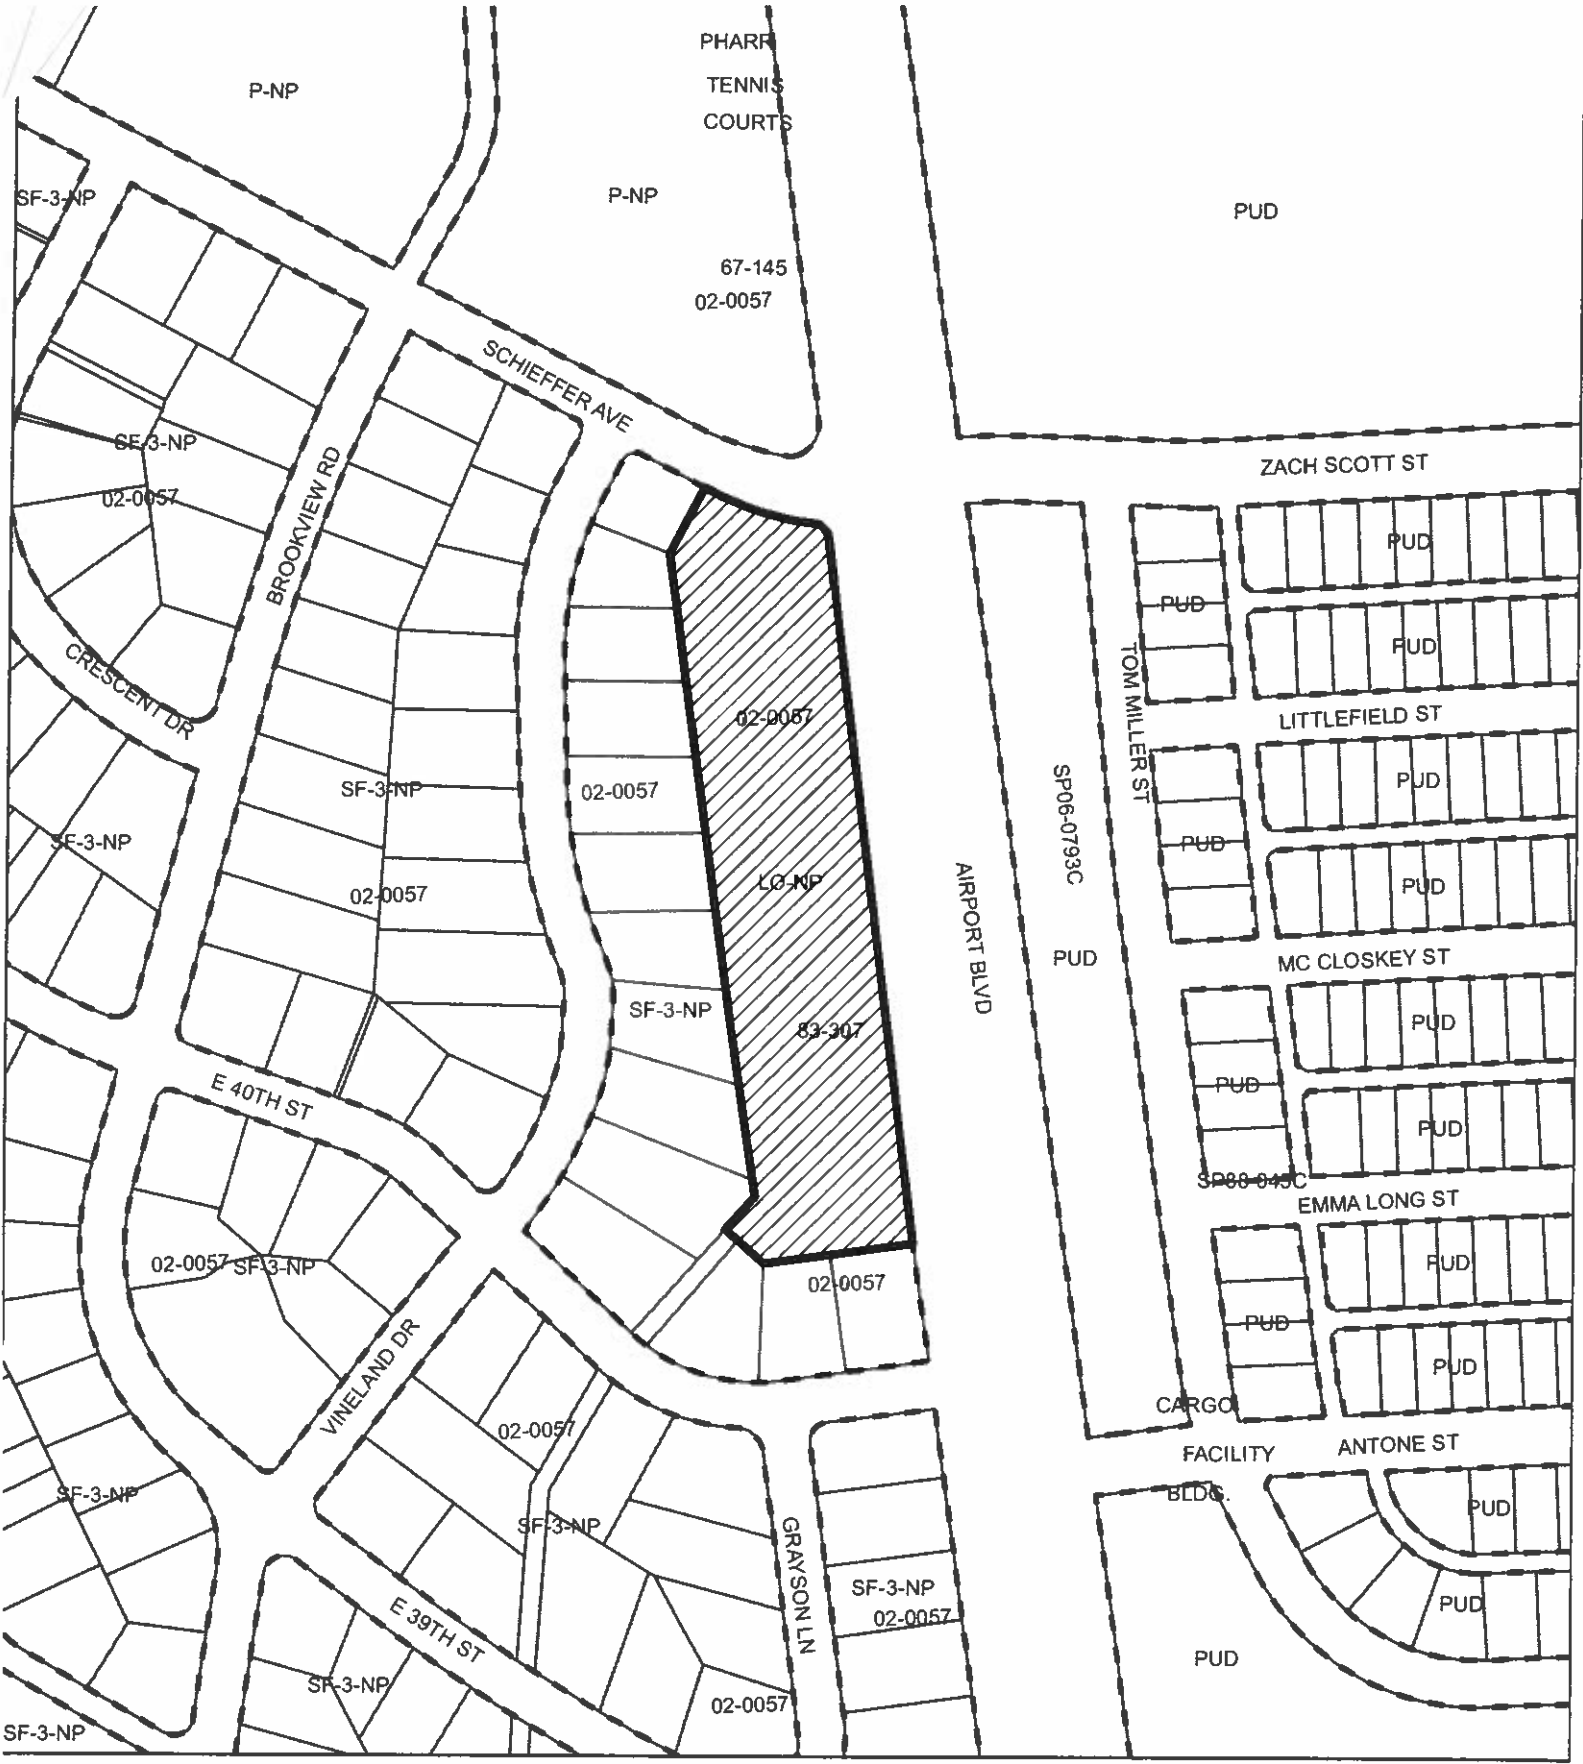 PHARR
TENNIS
COURTS
P-NP
P-NP
SF-3-NP
PUD
67-145
02-0057
SCHIEFFER AVE
SF-3-NP
02-0057
BROOKVIEW RD
ZACH SCOTT ST
PUD
PUD
PUD
CRESCENT DR
TOM MILLER ST
02-0057
LITTLEFIELD ST
SF-3-NP
02-0057
SP06-0793C
PUD
SF-3-NP
PUD
LO-NP
PUD
02-0057
AIRPORT BLVD
PUD
MC CLOSKEY ST
SF-3-NP
83-307
PUD
E 40TH ST
PUD
PUD
SP88-045C
EMMA LONG ST
02-0057
SF-3-NP
02-0057
PUD
PUD
VINELAND DR
PUD
CARGO
FACILITY
BLDG.
ANTONE ST
02-0057
SF-3-NP
SF-3-NP
PUD
GRAYSON LN
SF-3-NP
02-0057
PUD
E 39TH ST
PUD
SF-3-NP
02-0057
SF-3-NP